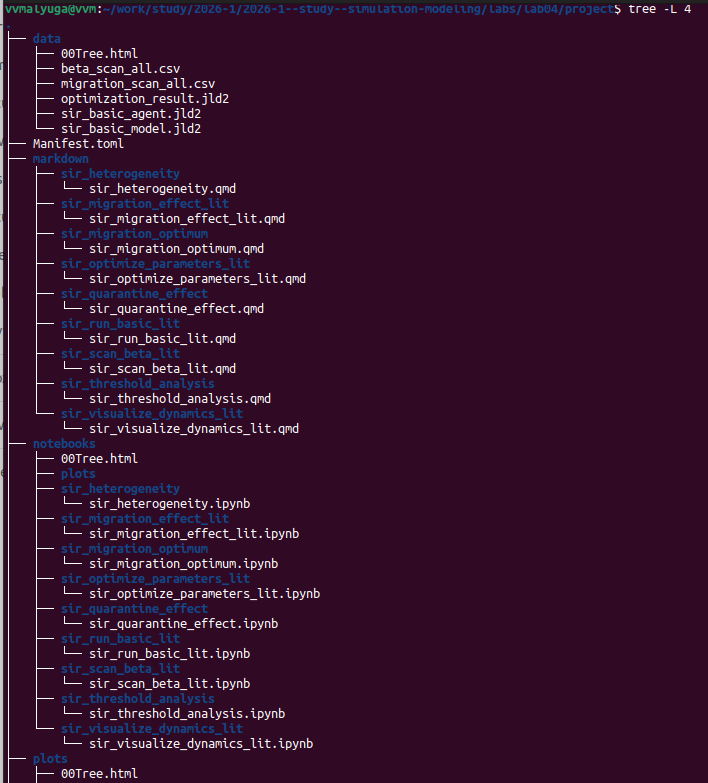 vvmalyuga@vvm:~/work/study/2026-1/2026-1--study--simulation-modeling/labs/lab04/project$ tree -L 4
.
├── data
│   ├── 00Tree.html
│   ├── beta_scan_all.csv
│   ├── migration_scan_all.csv
│   ├── optimization_result.jld2
│   ├── sir_basic_agent.jld2
│   └── sir_basic_model.jld2
├── Manifest.toml
├── markdown
│   ├── sir_heterogeneity
│   │   └── sir_heterogeneity.qmd
│   ├── sir_migration_effect_lit
│   │   └── sir_migration_effect_lit.qmd
│   ├── sir_migration_optimum
│   │   └── sir_migration_optimum.qmd
│   ├── sir_optimize_parameters_lit
│   │   └── sir_optimize_parameters_lit.qmd
│   ├── sir_quarantine_effect
│   │   └── sir_quarantine_effect.qmd
│   ├── sir_run_basic_lit
│   │   └── sir_run_basic_lit.qmd
│   ├── sir_scan_beta_lit
│   │   └── sir_scan_beta_lit.qmd
│   ├── sir_threshold_analysis
│   │   └── sir_threshold_analysis.qmd
│   └── sir_visualize_dynamics_lit
│       └── sir_visualize_dynamics_lit.qmd
├── notebooks
│   ├── 00Tree.html
│   ├── plots
│   ├── sir_heterogeneity
│   │   └── sir_heterogeneity.ipynb
│   ├── sir_migration_effect_lit
│   │   └── sir_migration_effect_lit.ipynb
│   ├── sir_migration_optimum
│   │   └── sir_migration_optimum.ipynb
│   ├── sir_optimize_parameters_lit
│   │   └── sir_optimize_parameters_lit.ipynb
│   ├── sir_quarantine_effect
│   │   └── sir_quarantine_effect.ipynb
│   ├── sir_run_basic_lit
│   │   └── sir_run_basic_lit.ipynb
│   ├── sir_scan_beta_lit
│   │   └── sir_scan_beta_lit.ipynb
│   ├── sir_threshold_analysis
│   │   └── sir_threshold_analysis.ipynb
│   └── sir_visualize_dynamics_lit
│       └── sir_visualize_dynamics_lit.ipynb
├── plots
│   ├── 00Tree.html